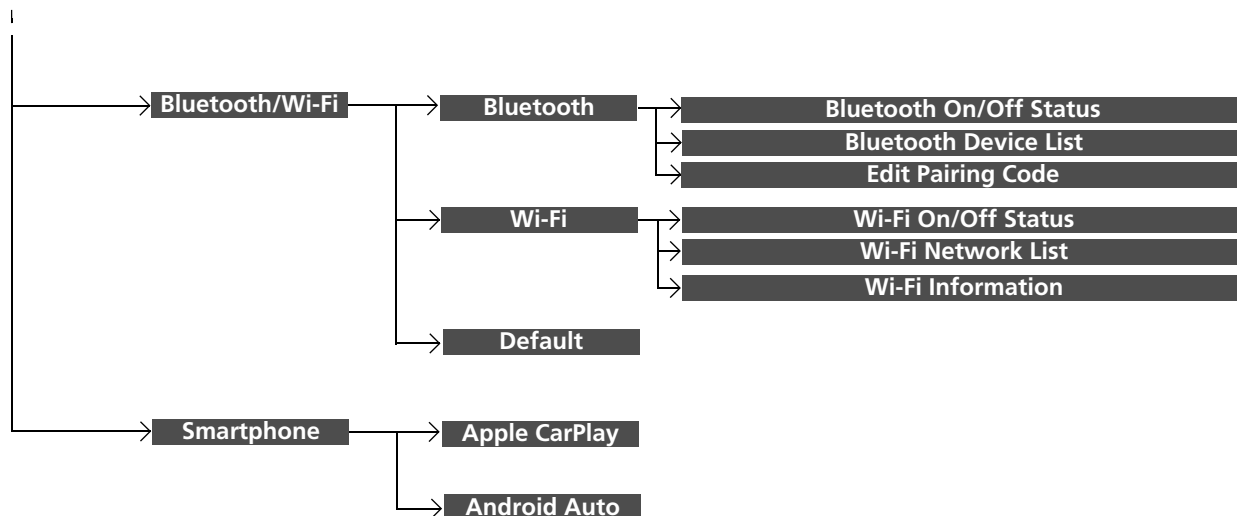 Bluetooth/Wi-Fi
Bluetooth
Bluetooth On/Off Status
Bluetooth Device List
Edit Pairing Code
Wi-Fi
Wi-Fi On/Off Status
Wi-Fi Network List
Wi-Fi Information
Default
Smartphone
Apple CarPlay
Android Auto